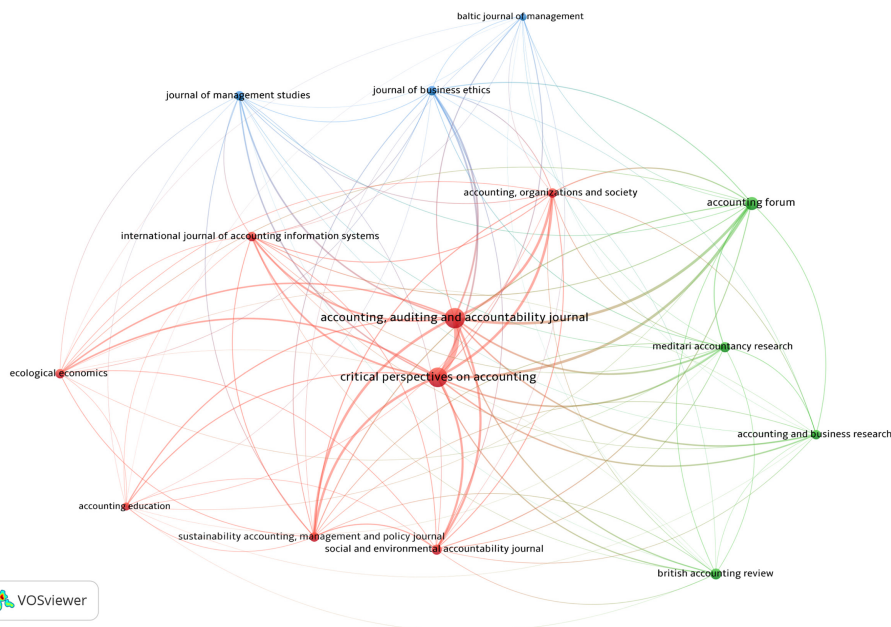 baltic journal of management
journal of business ethics
journal of management studies
accounting, organizations and society
accounting forum
international journal of accounting information systems
accounting, auditing and accountability journal
meditari accountancy research
ecological economics
critical perspectives on accounting
accounting and business research
accounting education
sustainability accounting, management and policy journal
social and environmental accountability journal
british accounting review
VOSviewer